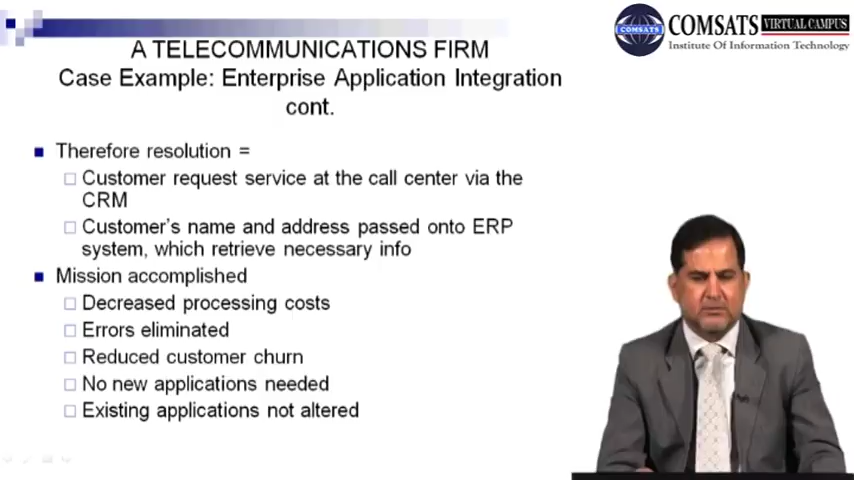 COMSATS VIRTUAL CAMPUS
COMSATS
Institute Of Information Technology
A TELECOMMUNICATIONS FIRM
Case Example: Enterprise Application Integration
cont.
Therefore resolution =
Customer request service at the call center via the
CRM
Customer's name and address passed onto ERP
system, which retrieve necessary info
Mission accomplished
Decreased processing costs
Errors eliminated
Reduced customer churn
No new applications needed
Existing applications not altered